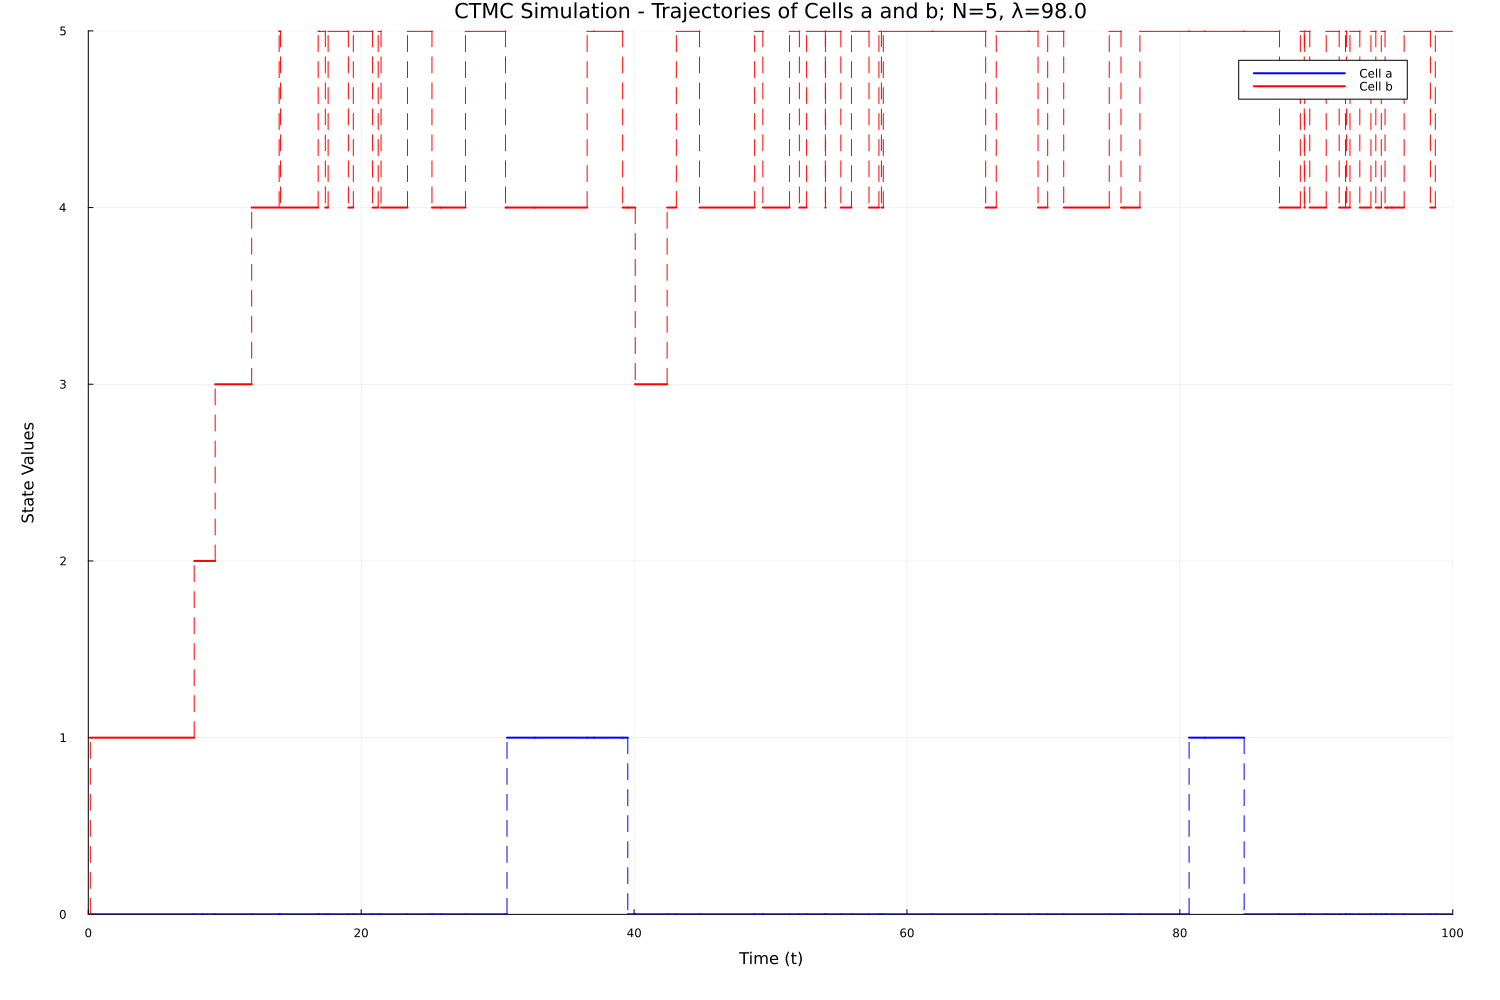 CTMC Simulation - Trajectories of Cells a and b; N=5, λ=98.0
5
Cell a
Cell b
4
3
State Values
2
1
0
0 20 40 60 80 100
Time (t)